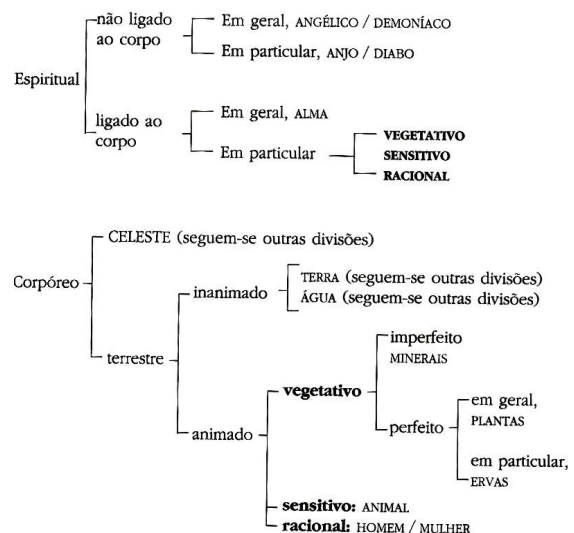 não ligado
ao corpo
Em geral, ANGÉLICO / DEMONÍACO
Em particular, ANJO / DIABO
Espiritual
ligado ao
corpo
Em geral, ALMA
Em particular
VEGETATIVO
SENSITIVO
RACIONAL
CELESTE (seguem-se outras divisões)
Corpóreo
inanimado
TERRA (seguem-se outras divisões)
ÁGUA (seguem-se outras divisões)
terrestre
imperfeito
MINERAIS
vegetativo
em geral,
PLANTAS
perfeito
animado
em particular,
ERVAS
sensitivo: ANIMAL
racional: HOMEM / MULHER